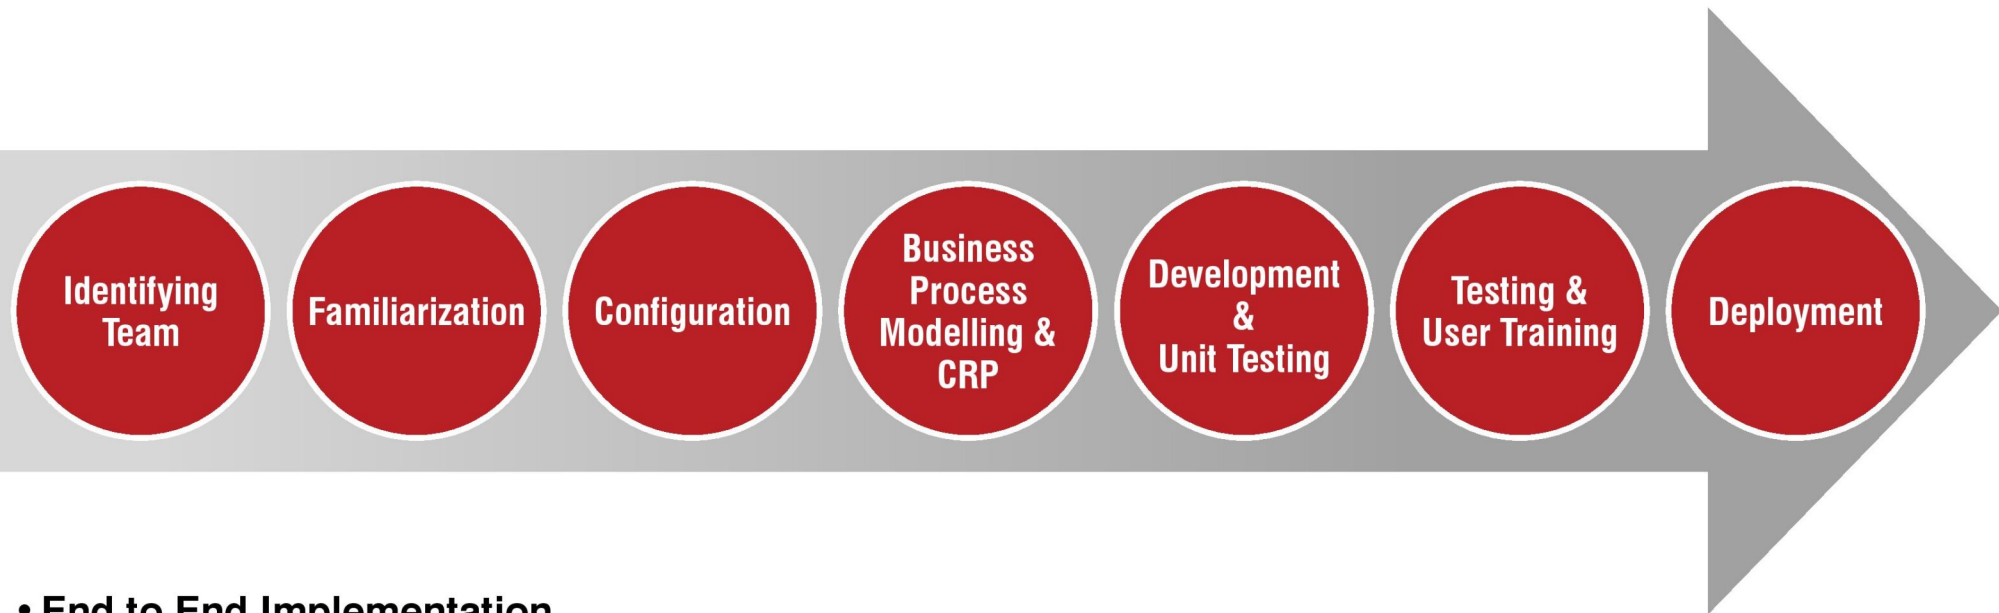 Identifying
Team
Familiarization
Configuration
Business
Process
Modelling &
CRP
Development
&
Unit Testing
Testing &
User Training
Deployment
• End to End Implementation